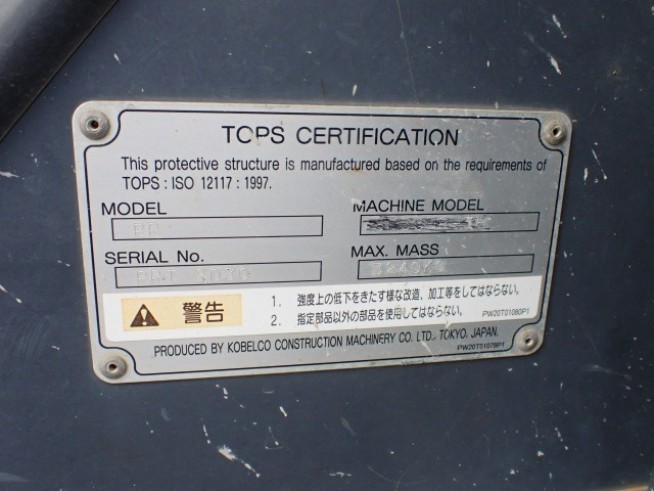 TOPS CERTIFICATION
This protective structure is manufactured based on the requirements of
TOPS : ISO 12117 : 1997.
MODEL
MACHINE MODEL
SERIAL No.
MAX. MASS
警告
1. 強度上の低下をきたす様な改造、加工等をしてはならない。
2. 指定部品以外の部品を使用してはならない。
PW20T01080P1
PRODUCED BY KOBELCO CONSTRUCTION MACHINERY CO. LTD., TOKYO, JAPAN.
PW20T01079P1